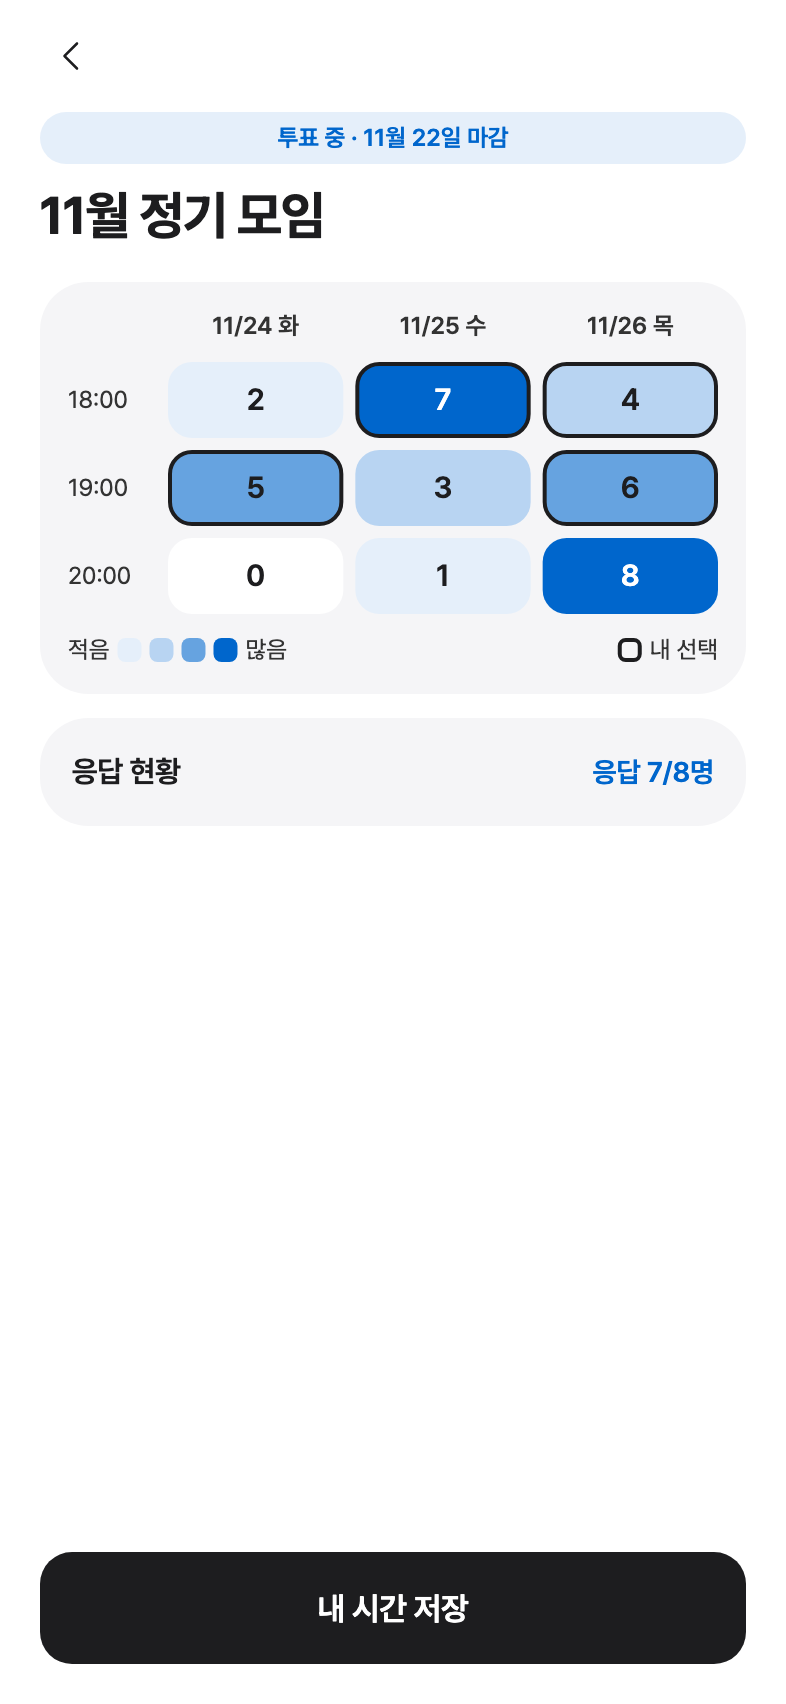 투표 중 · 11월 22일 마감
11월 정기 모임
11/24 화 11/25 수 11/26 목
18:00 2 7 4
19:00 5 3 6
20:00 0 1 8
적음 많음 내 선택
응답 현황 응답 7/8명
내 시간 저장